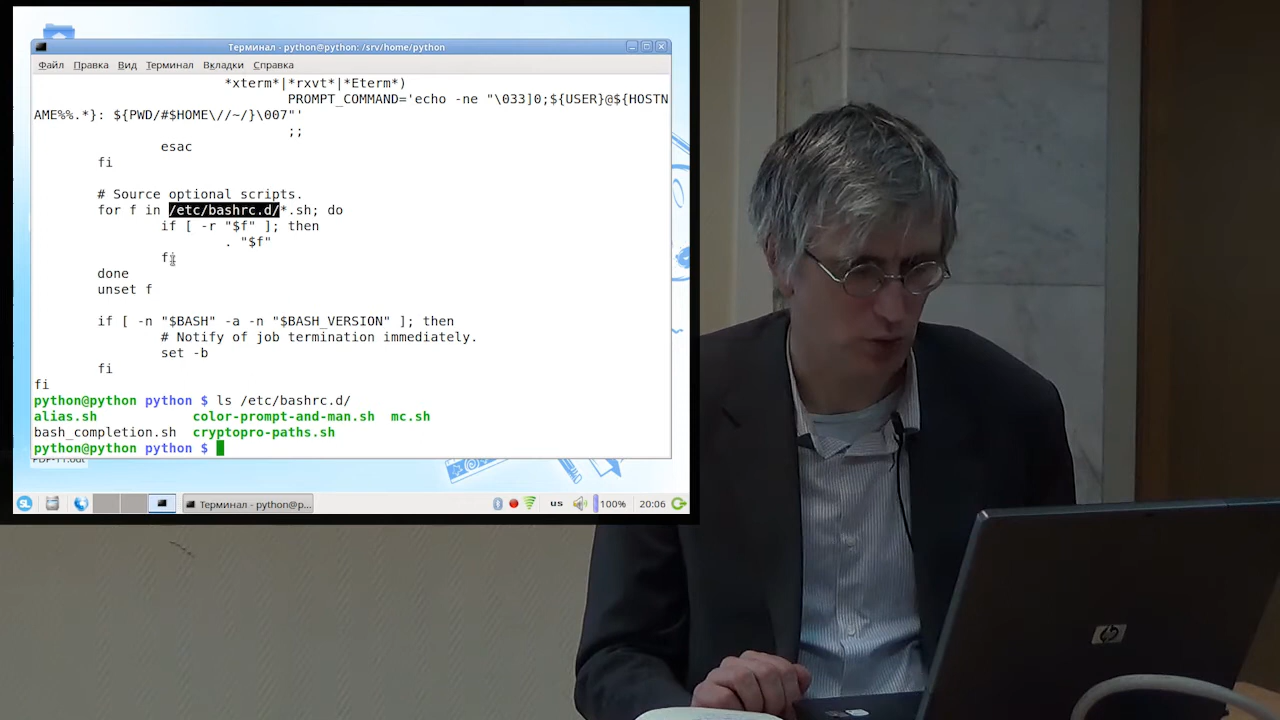 Терминал - python@python: /srv/home/python
Файл Правка Вид Терминал Вкладки Справка
*xterm*|*rxvt*|*Eterm*)
PROMPT_COMMAND='echo -ne "\033]0;${USER}@${HOSTN
AME%%.*}: ${PWD/#$HOME\//~/}\007"'
;;
esac
fi
# Source optional scripts.
for f in /etc/bashrc.d/*.sh; do
if [ -r "$f" ]; then
. "$f"
fi
done
unset f
if [ -n "$BASH" -a -n "$BASH_VERSION" ]; then
# Notify of job termination immediately.
set -b
fi
fi
python@python python $ ls /etc/bashrc.d/
alias.sh color-prompt-and-man.sh mc.sh
bash_completion.sh cryptopro-paths.sh
python@python python $
SL Терминал - python@p... us 100% 20:06
hp